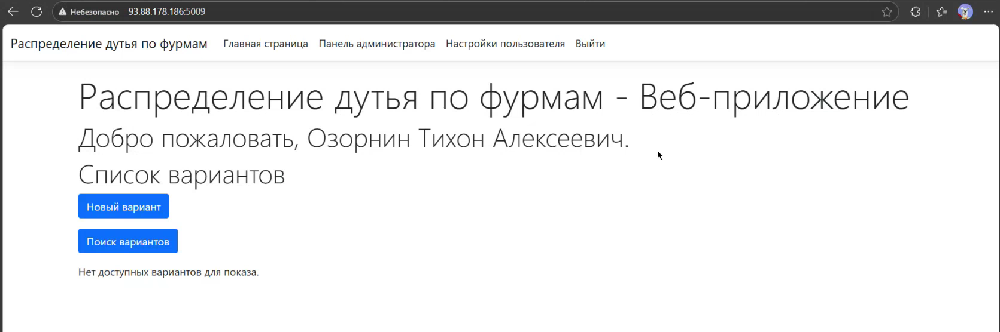 Небезопасно 93.88.178.186:5009
Распределение дутья по фурмам Главная страница Панель администратора Настройки пользователя Выйти
Распределение дутья по фурмам - Веб-приложение
Добро пожаловать, Озорнин Тихон Алексеевич.
Список вариантов
Новый вариант
Поиск вариантов
Нет доступных вариантов для показа.